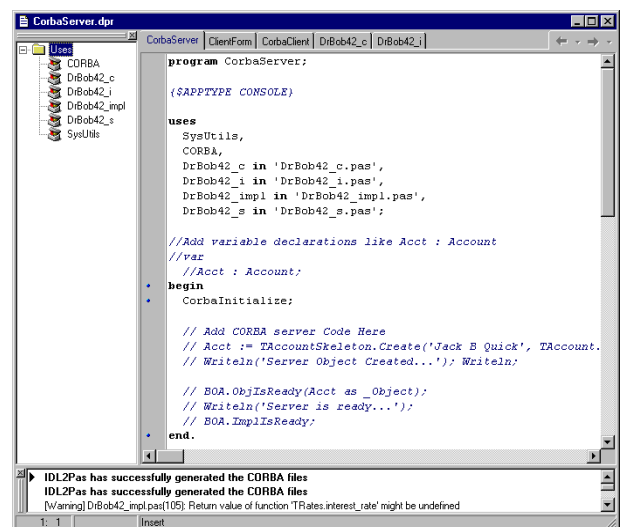 CorbaServer.dpr
Uses
CORBA
DrBob42_c
DrBob42_i
DrBob42_impl
DrBob42_s
SysUtils
CorbaServer ClientForm CorbaClient DrBob42_c DrBob42_i
program CorbaServer;
{$APPTYPE CONSOLE}
uses
SysUtils,
CORBA,
DrBob42_c in 'DrBob42_c.pas',
DrBob42_i in 'DrBob42_i.pas',
DrBob42_impl in 'DrBob42_impl.pas',
DrBob42_s in 'DrBob42_s.pas';
//Add variable declarations like Acct : Account
//var
//Acct : Account;
begin
CorbaInitialize;
// Add CORBA server Code Here
// Acct := TAccountSkeleton.Create('Jack B Quick', TAccount.
// Writeln('Server Object Created...'); Writeln;
// BOA.ObjIsReady(Acct as _Object);
// Writeln('Server is ready...');
// BOA.ImplIsReady;
end.
IDL2Pas has successfully generated the CORBA files
IDL2Pas has successfully generated the CORBA files
[Warning] DrBob42_impl.pas(105): Return value of function 'TRates.interest_rate' might be undefined
1: 1 Insert